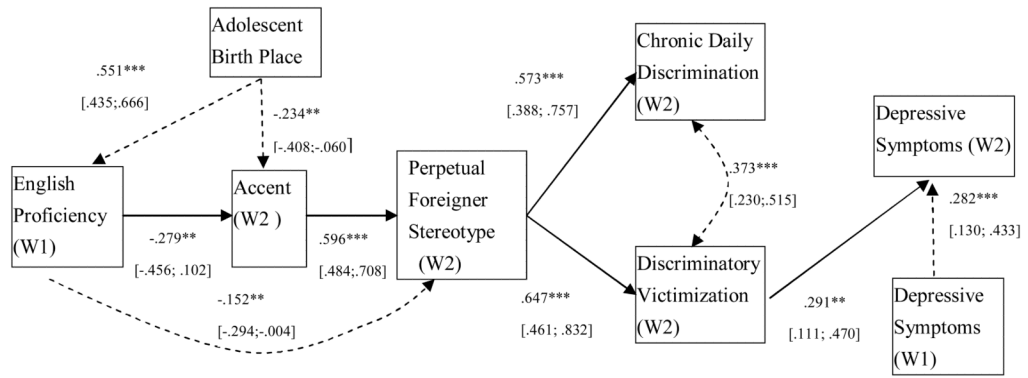 Adolescent
Birth Place
.551***
[.435;.666]
-.234**
[-.408;-.060]
English
Proficiency
(W1)
-.279**
[-.456; .102]
Accent
(W2 )
.596***
[.484;.708]
-.152**
[-.294;-.004]
Perpetual
Foreigner
Stereotype
(W2)
.573***
[.388; .757]
.647***
[.461; .832]
Chronic Daily
Discrimination
(W2)
.373***
[.230;.515]
Discriminatory
Victimization
(W2)
.291**
[.111; .470]
Depressive
Symptoms (W2)
.282***
[.130; .433]
Depressive
Symptoms
(W1)